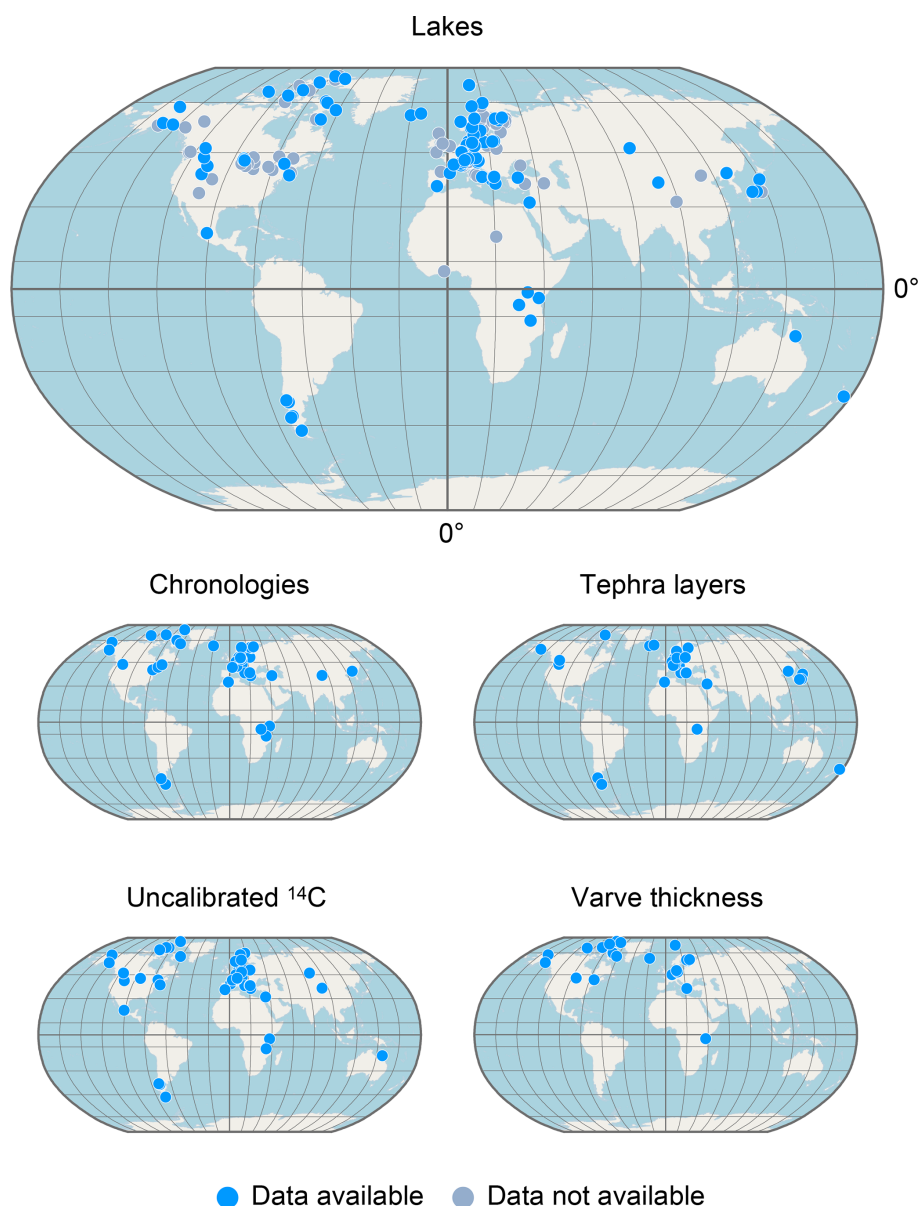 Lakes
0°
0°
Chronologies
Tephra layers
Uncalibrated ¹⁴C
Varve thickness
Data available
Data not available